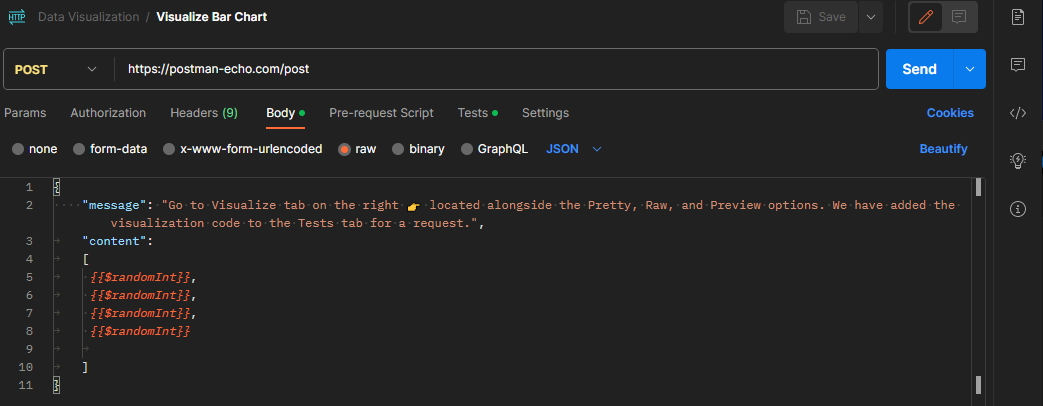 HTTP Data Visualization / Visualize Bar Chart Save
POST https://postman-echo.com/post Send
Params Authorization Headers (9) Body Pre-request Script Tests Settings Cookies
none form-data x-www-form-urlencoded raw binary GraphQL JSON Beautify
1 {
2 "message": "Go to Visualize tab on the right 👉 located alongside the Pretty, Raw, and Preview options. We have added the
visualization code to the Tests tab for a request.",
3 "content":
4 [
5 {{$randomInt}},
6 {{$randomInt}},
7 {{$randomInt}},
8 {{$randomInt}}
9
10 ]
11 }